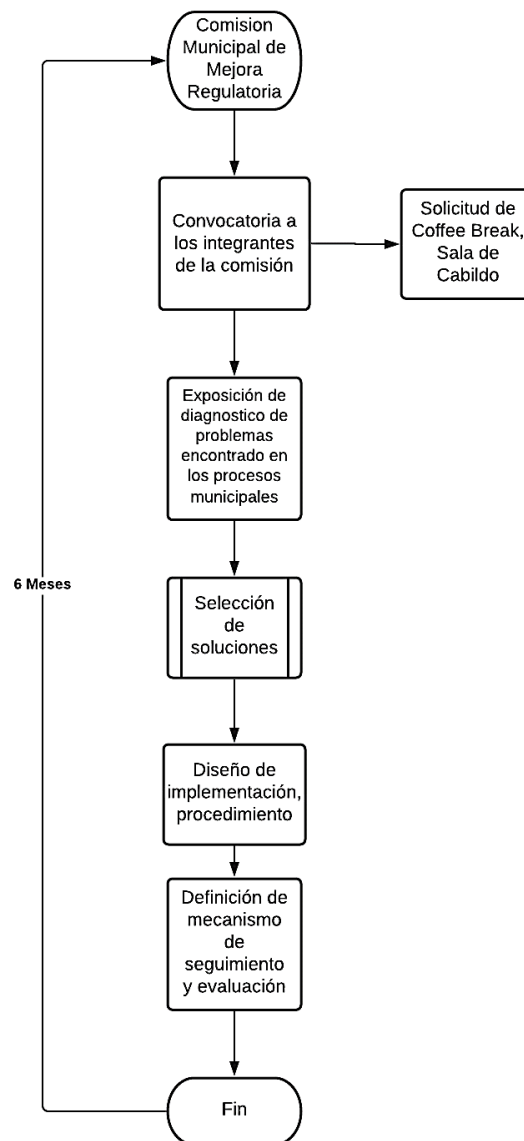 Comision
Municipal de
Mejora
Regulatoria
Convocatoria a
los integrantes
de la comisión
Solicitud de
Coffee Break,
Sala de
Cabildo
Exposición de
diagnostico de
problemas
encontrado en
los procesos
municipales
6 Meses
Selección
de
soluciones
Diseño de
implementación,
procedimiento
Definición de
mecanismo
de
seguimiento
y evaluación
Fin